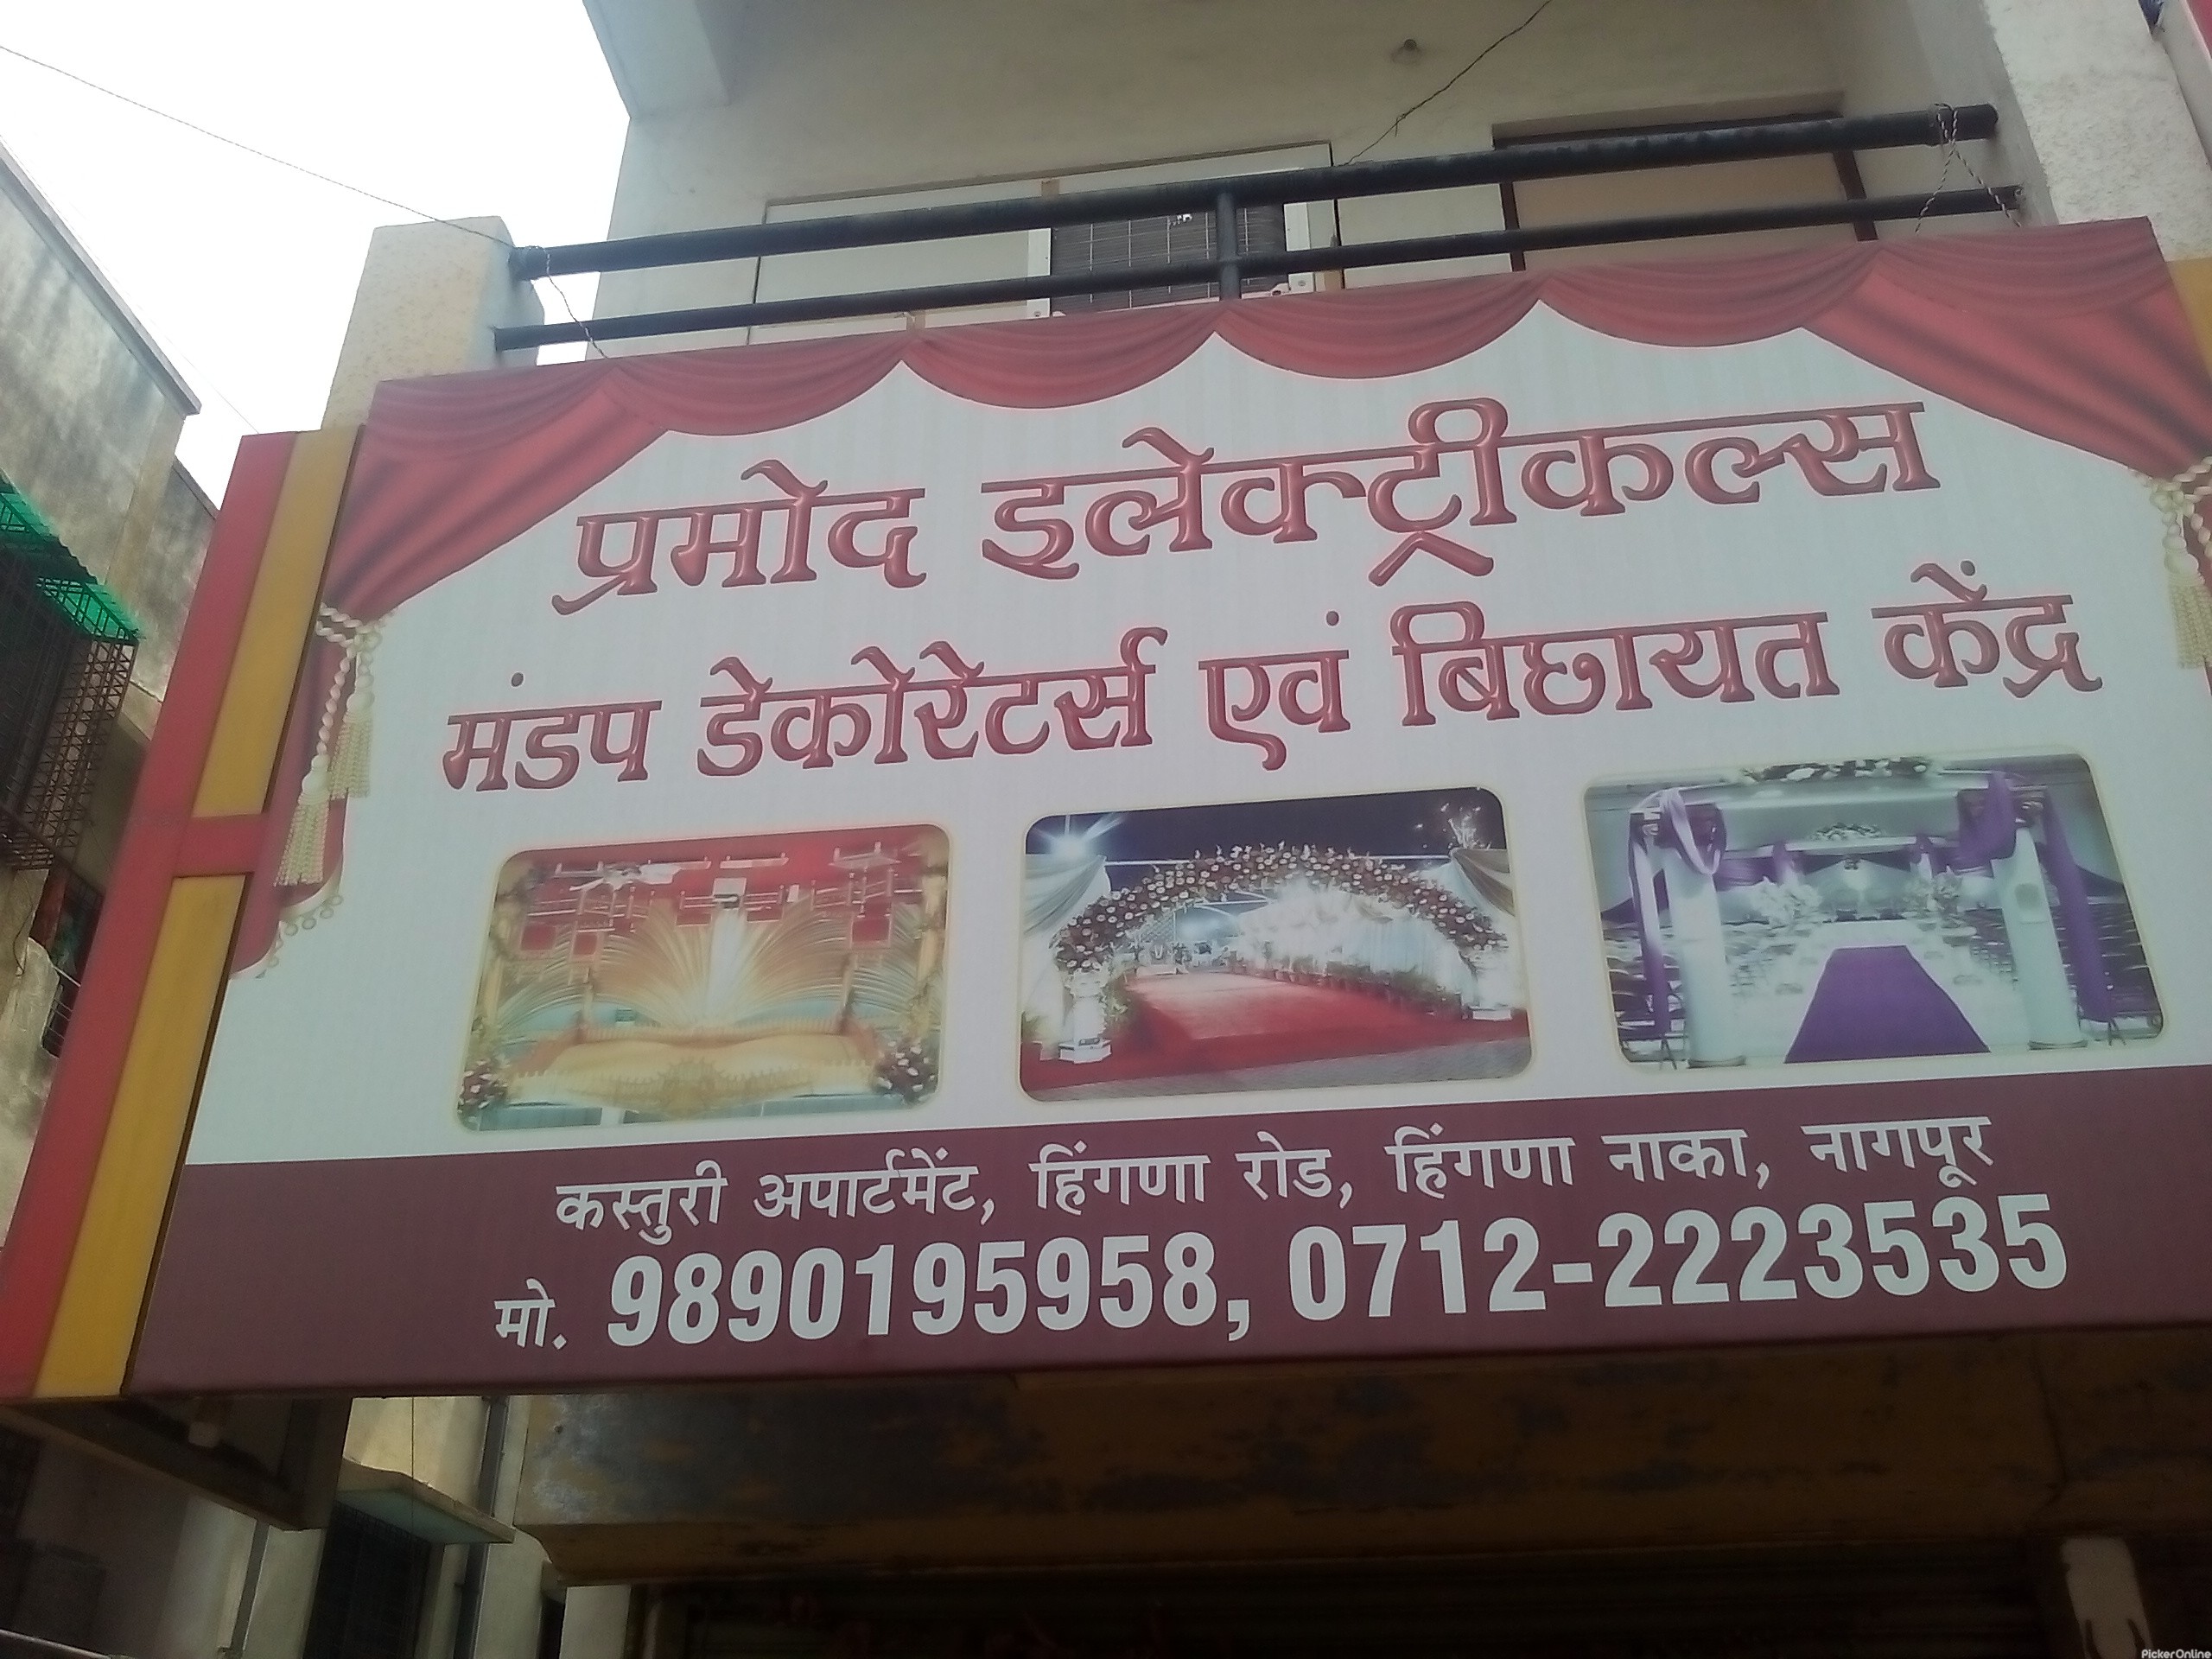 प्रमोद इलेक्ट्रीकल्स
मंडप डेकोरेटर्स एवं बिछायत केंद्र
कस्तुरी अपार्टमेंट, हिंगणा रोड, हिंगणा नाका, नागपूर
मो. 9890195958, 0712-2223535
PickerOnline